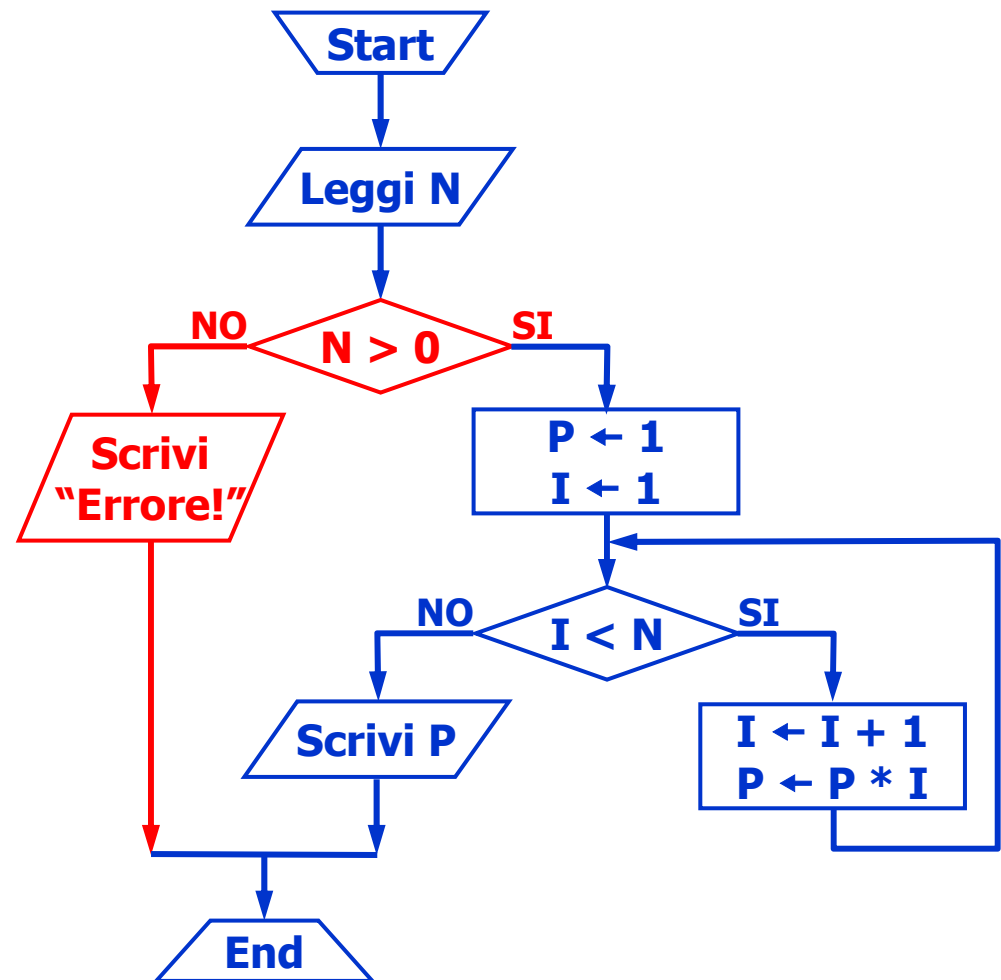 Start
Leggi N
NO
N > 0
SI
Scrivi
“Errore!”
P ← 1
I ← 1
NO
I < N
SI
Scrivi P
I ← I + 1
P ← P * I
End